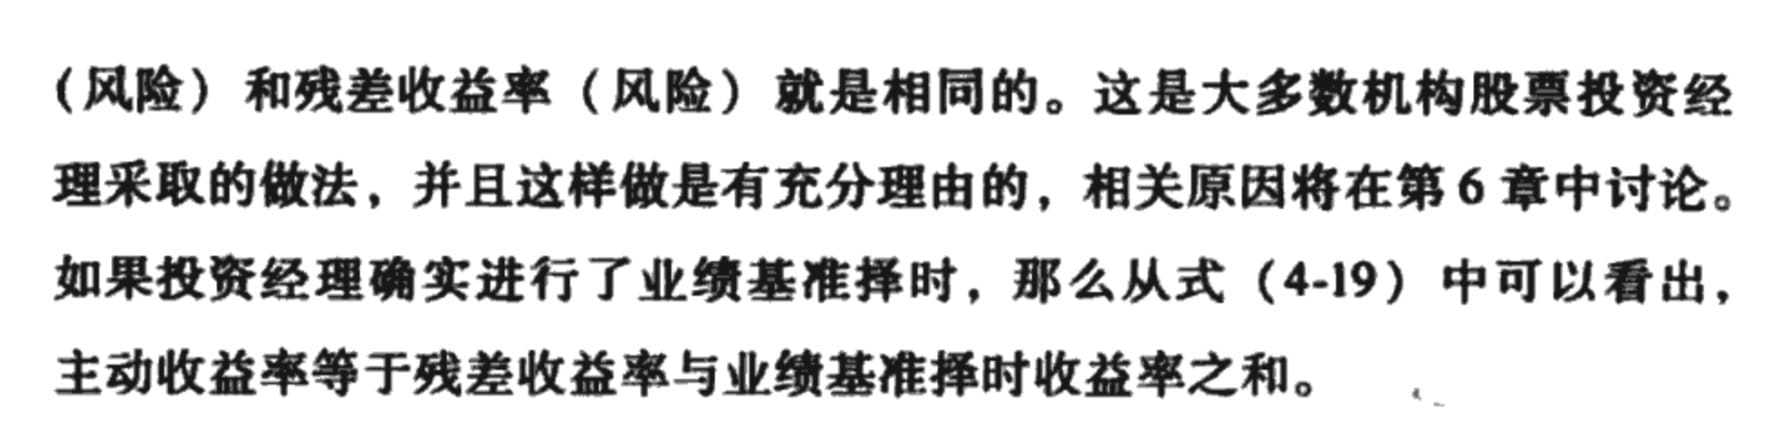 （风险）和残差收益率（风险）就是相同的。这是大多数机构股票投资经
理采取的做法，并且这样做是有充分理由的，相关原因将在第 6 章中讨论。
如果投资经理确实进行了业绩基准择时，那么从式（4-19）中可以看出，
主动收益率等于残差收益率与业绩基准择时收益率之和。